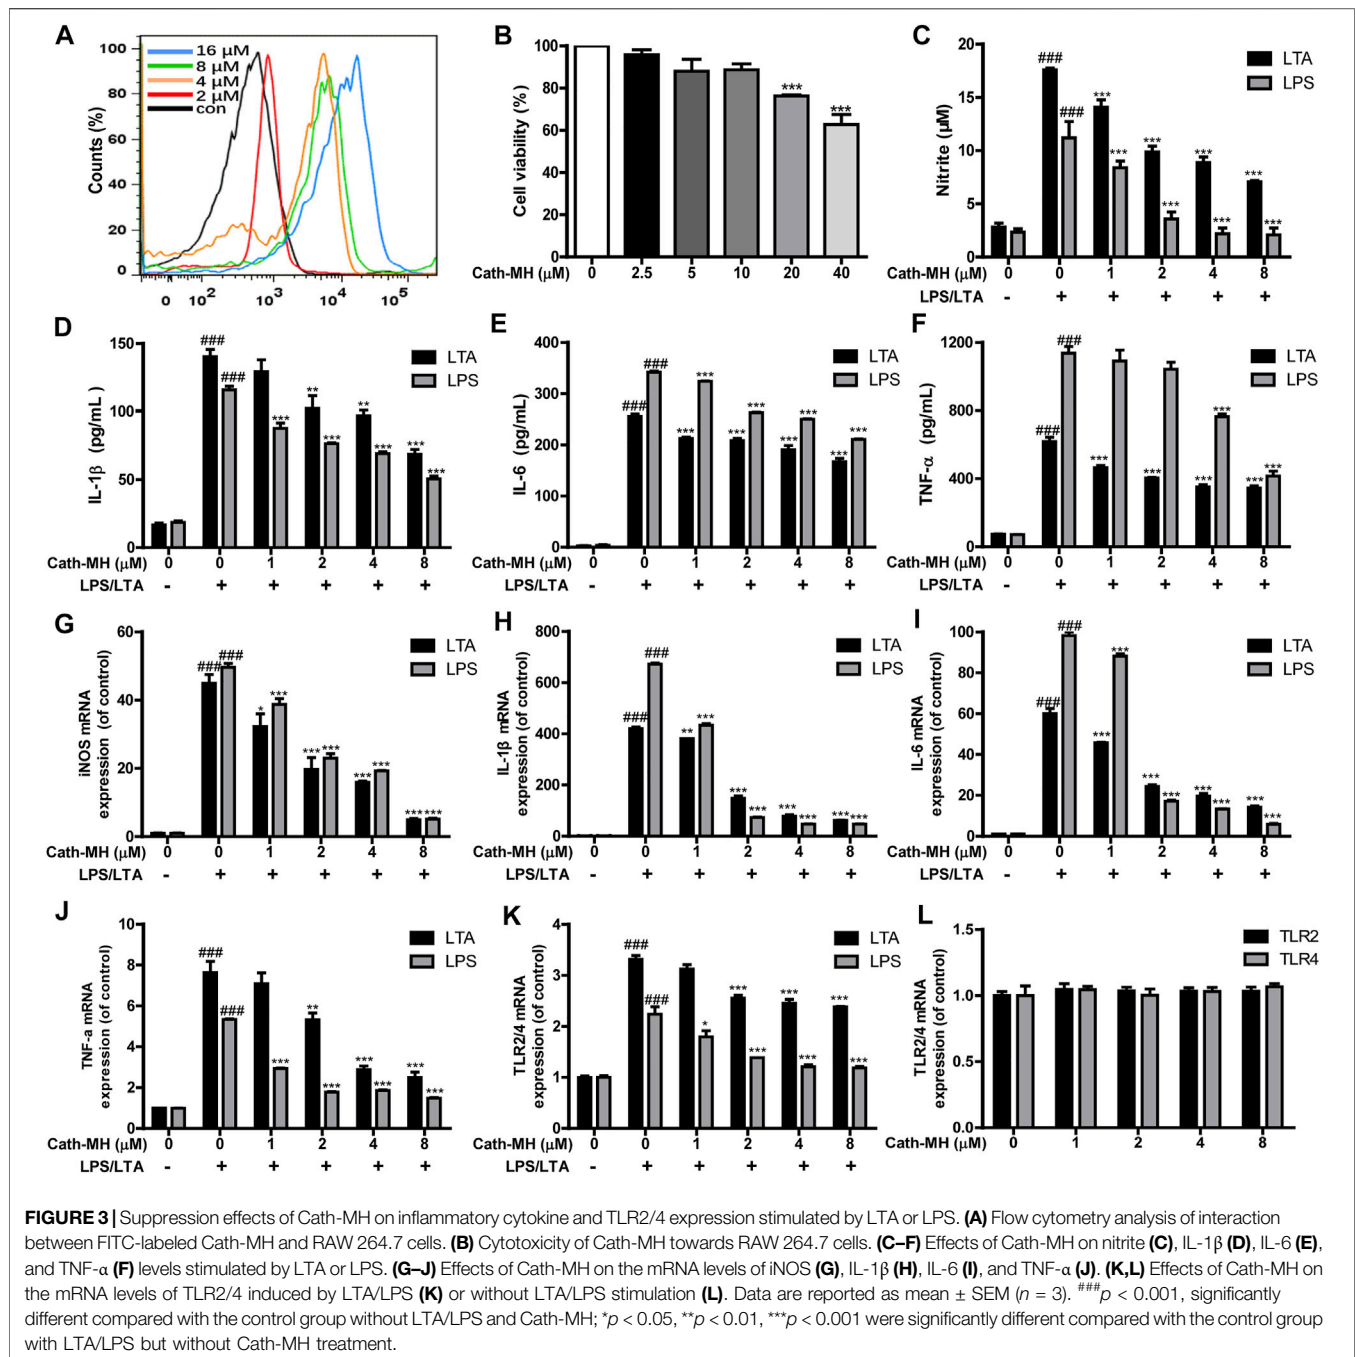 A
16 μM
8 μM
4 μM
2 μM
con
Counts (%)
100
80
60
40
20
0
0 10² 10³ 10⁴ 10⁵
B
Cell viability (%)
100
80
60
40
20
0
*** ***
Cath-MH (μM) 0 2.5 5 10 20 40
C
LTA
LPS
Nitrite (μM)
20
15
10
5
0
### ### *** *** *** *** *** *** *** ***
Cath-MH (μM) 0 0 1 2 4 8
LPS/LTA - + + + + +
D
LTA
LPS
IL-1β (pg/mL )
150
100
50
0
### ### *** ** *** ** *** *** ***
Cath-MH (μM) 0 0 1 2 4 8
LPS/LTA - + + + + +
E
LTA
LPS
IL-6 (pg/mL)
400
300
200
100
0
### ### *** *** *** *** *** *** *** ***
Cath-MH (μM) 0 0 1 2 4 8
LPS/LTA - + + + + +
F
LTA
LPS
TNF-α (pg/mL)
1200
800
400
0
### ### *** *** *** *** *** ***
Cath-MH (μM) 0 0 1 2 4 8
LPS/LTA - + + + + +
G
LTA
LPS
iNOS mRNA
expression (of control)
60
40
20
0
### ### * *** *** *** *** *** *** ***
Cath-MH (μM) 0 0 1 2 4 8
LPS/LTA - + + + + +
H
LTA
LPS
IL-1β mRNA
expression (of control)
800
600
400
200
0
### ### ** *** *** *** *** *** *** ***
Cath-MH (μM) 0 0 1 2 4 8
LPS/LTA - + + + + +
I
LTA
LPS
IL-6 mRNA
expression (of control)
100
80
60
40
20
0
### ### *** *** *** *** *** *** *** ***
Cath-MH (μM) 0 0 1 2 4 8
LPS/LTA - + + + + +
J
LTA
LPS
TNF-a mRNA
expression (of control)
10
8
6
4
2
0
### ### *** ** *** *** *** *** ***
Cath-MH (μM) 0 0 1 2 4 8
LPS/LTA - + + + + +
K
LTA
LPS
TLR2/4 mRNA
expression (of control)
4
3
2
1
0
### ### * *** *** *** *** *** ***
Cath-MH (μM) 0 0 1 2 4 8
LPS/LTA - + + + + +
L
TLR2
TLR4
TLR2/4 mRNA
expression (of control)
1.5
1.0
0.5
0.0
Cath-MH (μM) 0 1 2 4 8
FIGURE 3 | Suppression effects of Cath-MH on inflammatory cytokine and TLR2/4 expression stimulated by LTA or LPS. (A) Flow cytometry analysis of interaction
between FITC-labeled Cath-MH and RAW 264.7 cells. (B) Cytotoxicity of Cath-MH towards RAW 264.7 cells. (C–F) Effects of Cath-MH on nitrite (C), IL-1β (D), IL-6 (E),
and TNF-α (F) levels stimulated by LTA or LPS. (G–J) Effects of Cath-MH on the mRNA levels of iNOS (G), IL-1β (H), IL-6 (I), and TNF-α (J). (K,L) Effects of Cath-MH on
the mRNA levels of TLR2/4 induced by LTA/LPS (K) or without LTA/LPS stimulation (L). Data are reported as mean ± SEM (n = 3). ###p < 0.001, significantly
different compared with the control group without LTA/LPS and Cath-MH; *p < 0.05, **p < 0.01, ***p < 0.001 were significantly different compared with the control group
with LTA/LPS but without Cath-MH treatment.